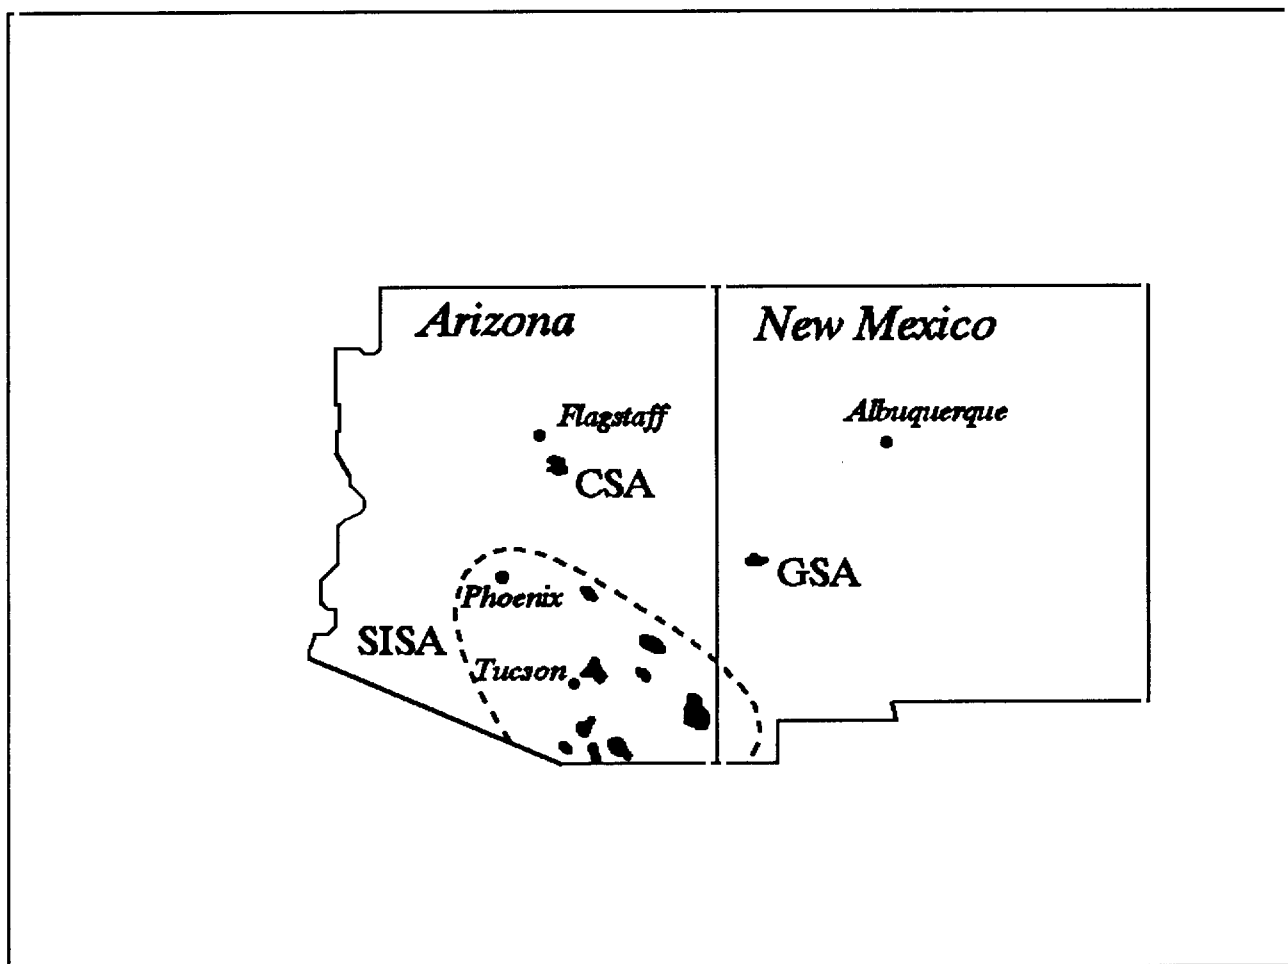 Arizona
New Mexico
Flagstaff
Albuquerque
CSA
GSA
Phoenix
SISA
Tucson